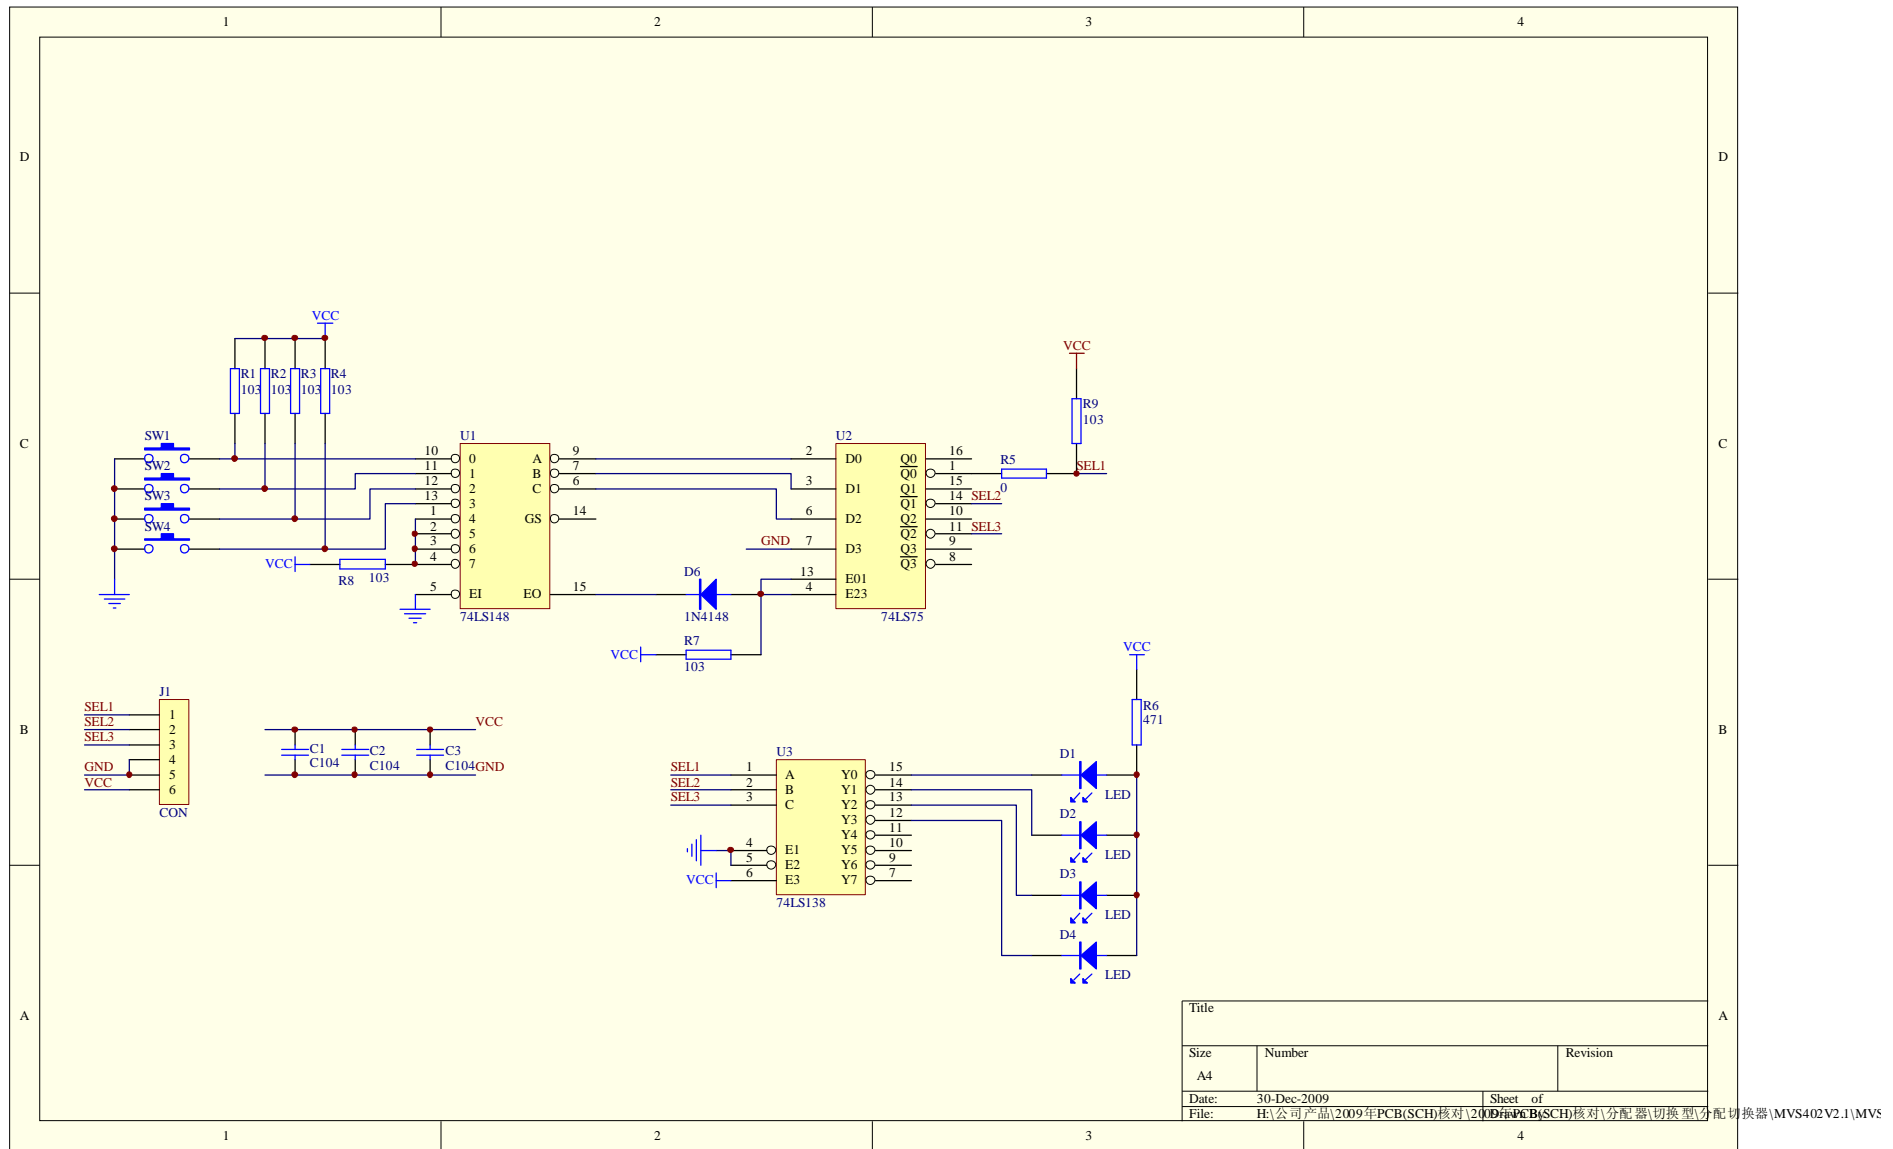 1 2 3 4
D D
VCC
VCC
R1 R2 R3 R4
103 103 103 103
R9
103
C C
SW1
SW2
SW3
SW4
U1
10 0 A 9
11 1 B 7
12 2 C 6
13 3
1 4 GS 14
2 5
3 6
4 7
5 EI EO 15
74LS148
VCC R8 103
U2
2 D0 Q0 16
Q0 1
3 D1 Q1 15
Q1 14 SEL2
6 D2 Q2 10
Q2 11 SEL3
GND 7 D3 Q3 9
Q3 8
13 E01
4 E23
74LS75
R5
0
SEL1
D6
1N4148
R7
VCC
103
VCC
R6
471
J1
SEL1 1
SEL2 2
SEL3 3
4
GND 5
VCC 6
CON
VCC
C1 C2 C3
C104 C104 C104 GND
B B
U3
SEL1 1 A Y0 15
SEL2 2 B Y1 14
SEL3 3 C Y2 13
Y3 12
Y4 11
4 E1 Y5 10
5 E2 Y6 9
VCC 6 E3 Y7 7
74LS138
D1
LED
D2
LED
D3
LED
D4
LED
A A
Title
Size Number Revision
A4
Date: 30-Dec-2009 Sheet of
File: H:\公司产品\2009年PCB(SCH)核对\2009年PCB(SCH)核对\分配器\切换型\分配切换器\MVS402V2.1\MVS
Drawn By:
1 2 3 4